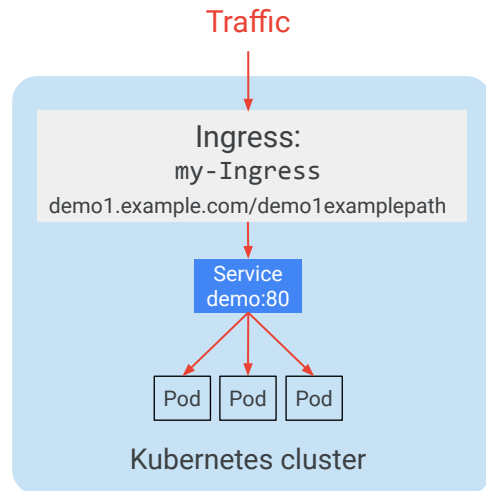 Traffic
Ingress:
my-Ingress
demo1.example.com/demo1examplepath
Service
demo:80
Pod Pod Pod
Kubernetes cluster